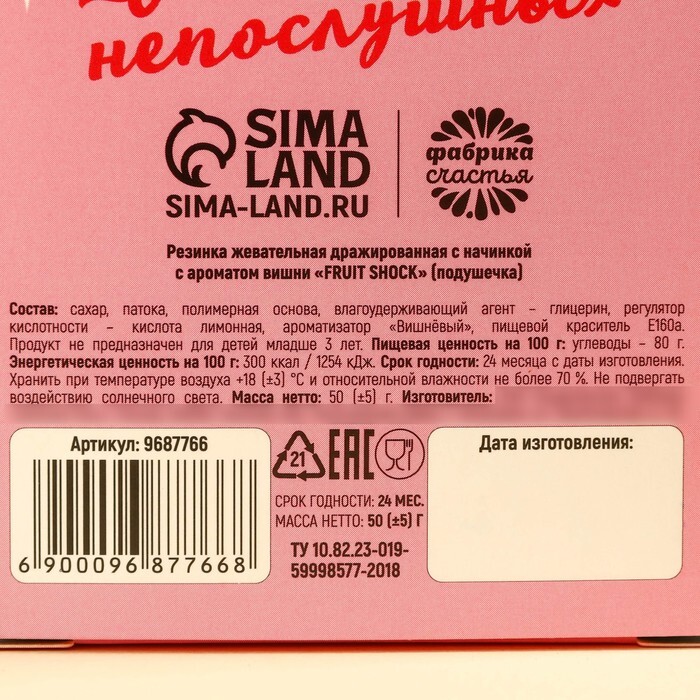 непослушных
SIMA
LAND
SIMA-LAND.RU
фабрика
счастья
Резинка жевательная дражированная с начинкой
с ароматом вишни «FRUIT SHOCK» (подушечка)
Состав: сахар, патока, полимерная основа, влагоудерживающий агент – глицерин, регулятор
кислотности – кислота лимонная, ароматизатор «Вишнёвый», пищевой краситель Е160а.
Продукт не предназначен для детей младше 3 лет. Пищевая ценность на 100 г: углеводы – 80 г.
Энергетическая ценность на 100 г: 300 ккал / 1254 кДж. Срок годности: 24 месяца с даты изготовления.
Хранить при температуре воздуха +18 (±3) °С и относительной влажности не более 70 %. Не подвергать
воздействию солнечного света. Масса нетто: 50 (±5) г. Изготовитель:
Артикул: 9687766
6 900096 877668
21
EAC
СРОК ГОДНОСТИ: 24 МЕС.
МАССА НЕТТО: 50 (±5) Г
ТУ 10.82.23-019-
59998577-2018
Дата изготовления: